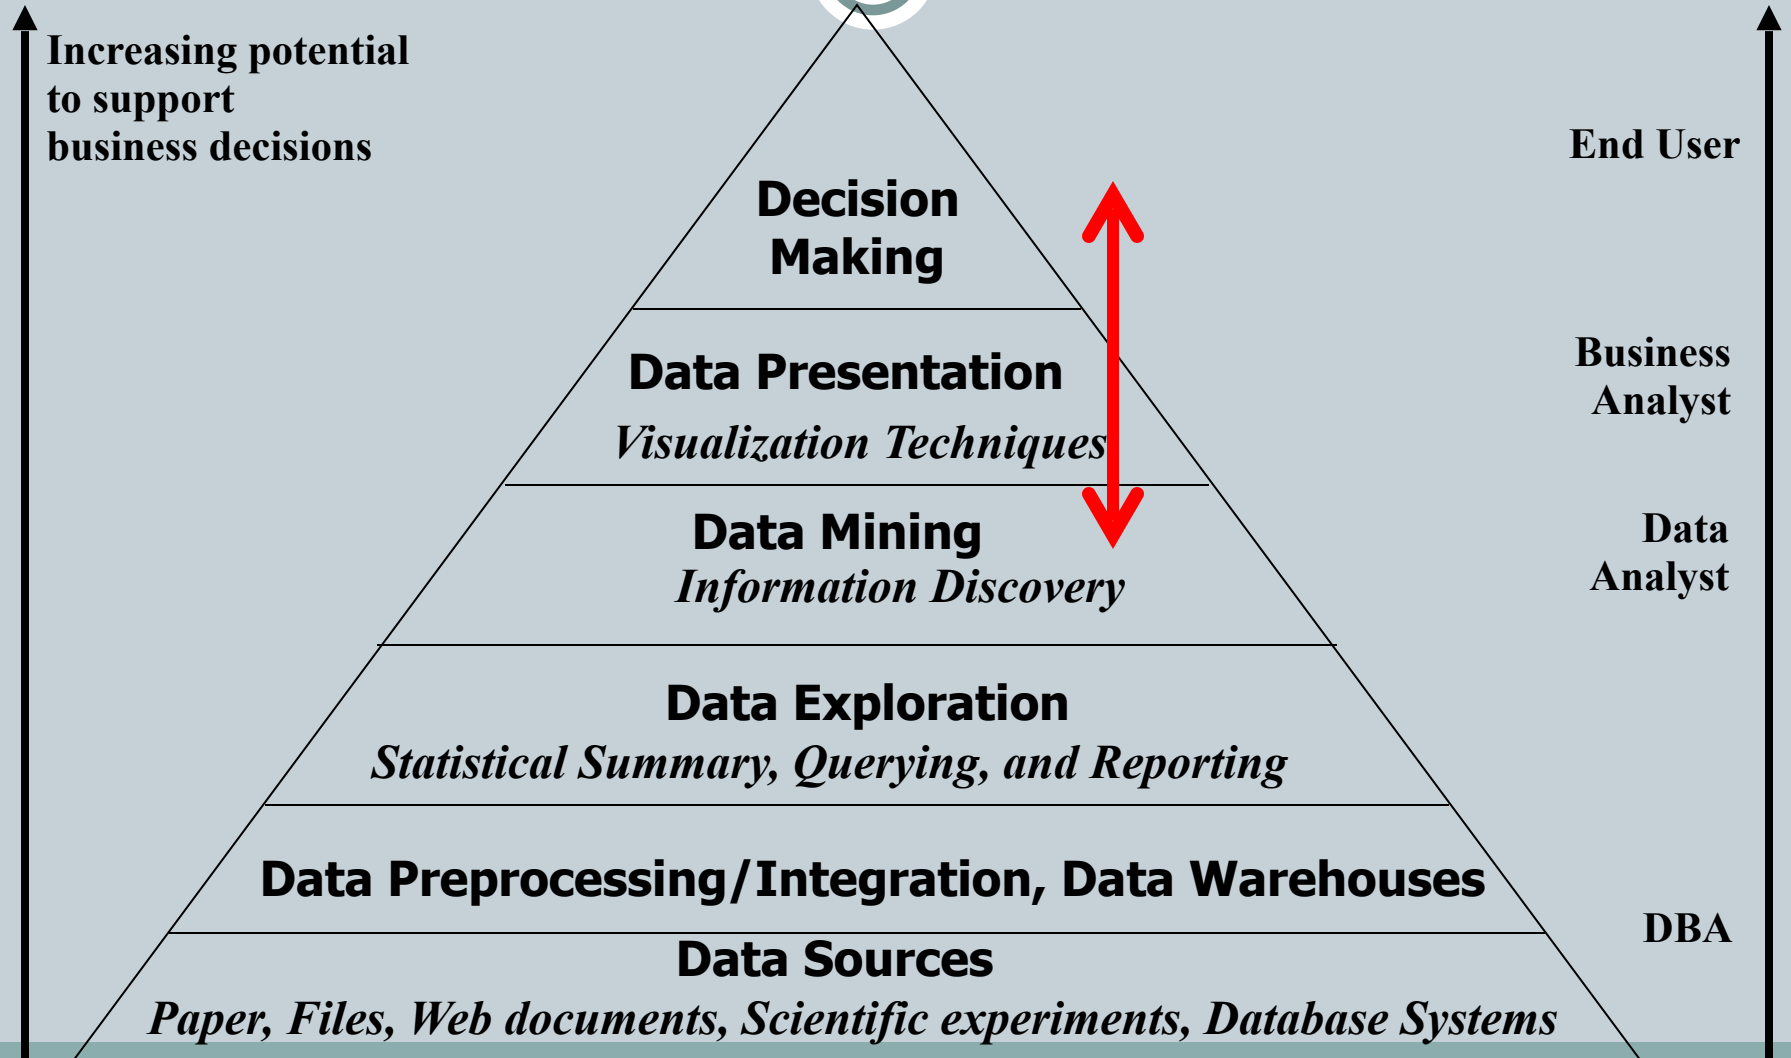 Increasing potential
to support
business decisions
End User
Decision
Making
Business
Analyst
Data Presentation
Visualization Techniques
Data
Analyst
Data Mining
Information Discovery
Data Exploration
Statistical Summary, Querying, and Reporting
Data Preprocessing/Integration, Data Warehouses
DBA
Data Sources
Paper, Files, Web documents, Scientific experiments, Database Systems